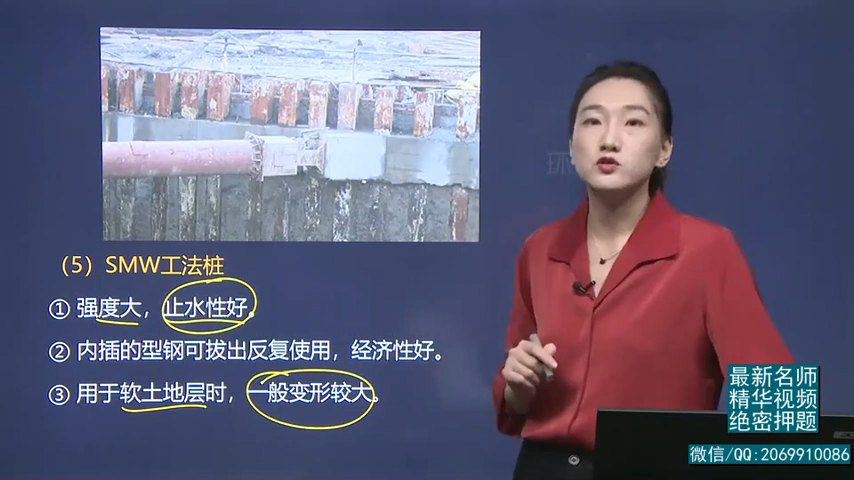 （5）SMW工法桩
① 强度大，止水性好。
② 内插的型钢可拔出反复使用，经济性好。
③ 用于软土地层时，一般变形较大。
环
最新名师
精华视频
绝密押题
微信/QQ:2069910086